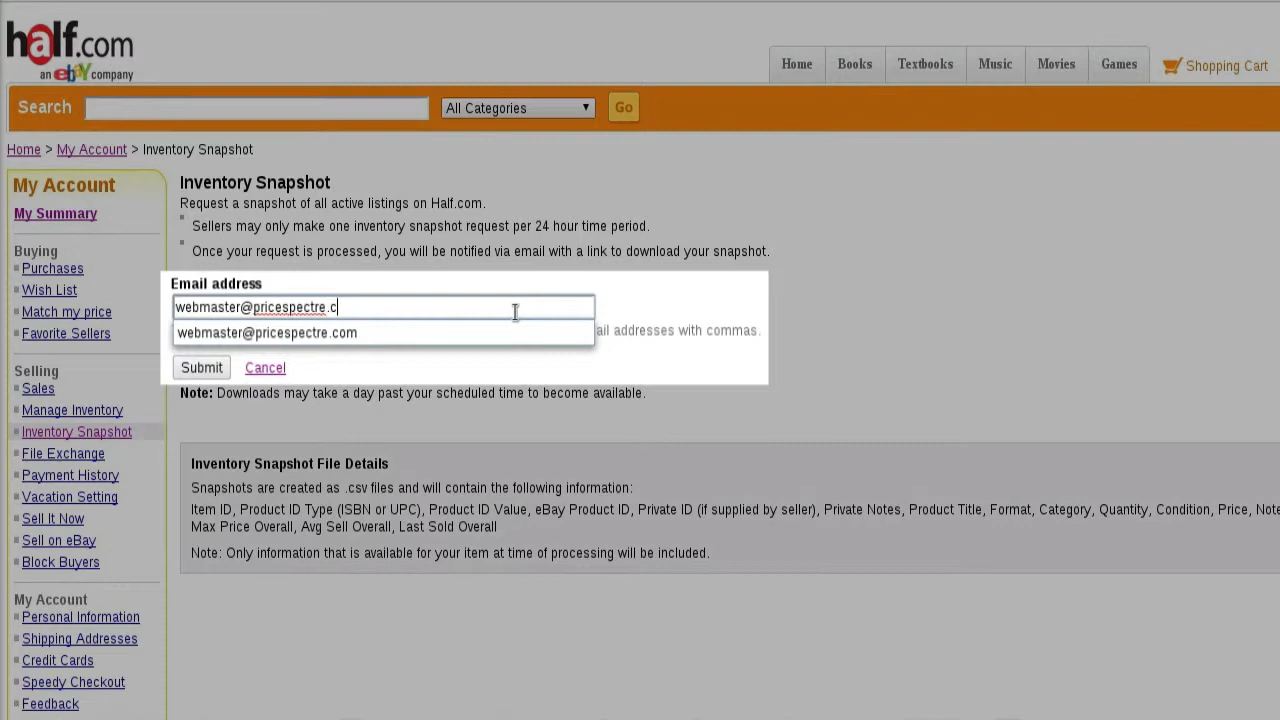 half.com
an ebay company
Home
Books
Textbooks
Music
Movies
Games
Shopping Cart
Search
All Categories
Go
Home > My Account > Inventory Snapshot
My Account
My Summary
Buying
Purchases
Wish List
Match my price
Favorite Sellers
Selling
Sales
Manage Inventory
Inventory Snapshot
File Exchange
Payment History
Vacation Setting
Sell It Now
Sell on eBay
Block Buyers
My Account
Personal Information
Shipping Addresses
Credit Cards
Speedy Checkout
Feedback
Inventory Snapshot
Request a snapshot of all active listings on Half.com.
Sellers may only make one inventory snapshot request per 24 hour time period.
Once your request is processed, you will be notified via email with a link to download your snapshot.
Email address
webmaster@pricespectre.c
webmaster@pricespectre.com
ail addresses with commas.
Submit Cancel
Note: Downloads may take a day past your scheduled time to become available.
Inventory Snapshot File Details
Snapshots are created as .csv files and will contain the following information:
Item ID, Product ID Type (ISBN or UPC), Product ID Value, eBay Product ID, Private ID (if supplied by seller), Private Notes, Product Title, Format, Category, Quantity, Condition, Price, Note
Max Price Overall, Avg Sell Overall, Last Sold Overall
Note: Only information that is available for your item at time of processing will be included.